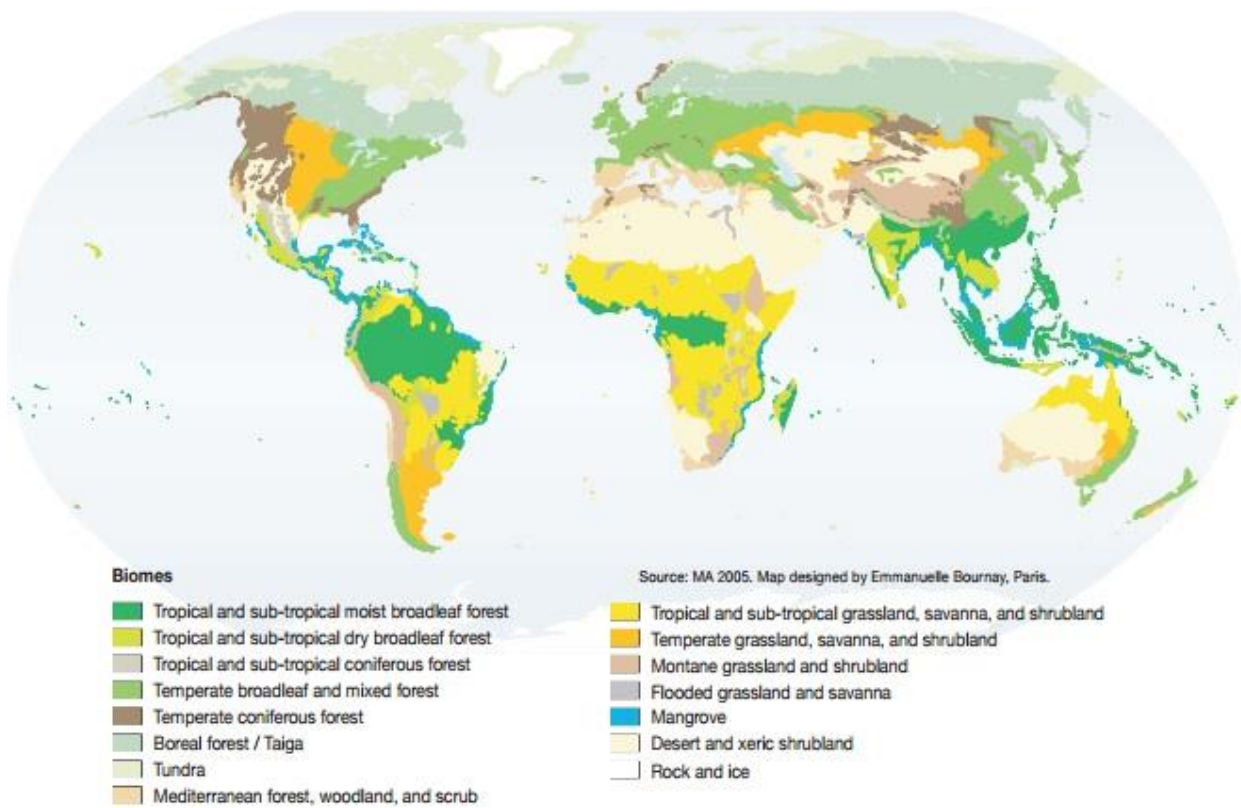 Biomes
Tropical and sub-tropical moist broadleaf forest
Tropical and sub-tropical dry broadleaf forest
Tropical and sub-tropical coniferous forest
Temperate broadleaf and mixed forest
Temperate coniferous forest
Boreal forest / Taiga
Tundra
Mediterranean forest, woodland, and scrub
Source: MA 2005. Map designed by Emmanuelle Bournay, Paris.
Tropical and sub-tropical grassland, savanna, and shrubland
Temperate grassland, savanna, and shrubland
Montane grassland and shrubland
Flooded grassland and savanna
Mangrove
Desert and xeric shrubland
Rock and ice